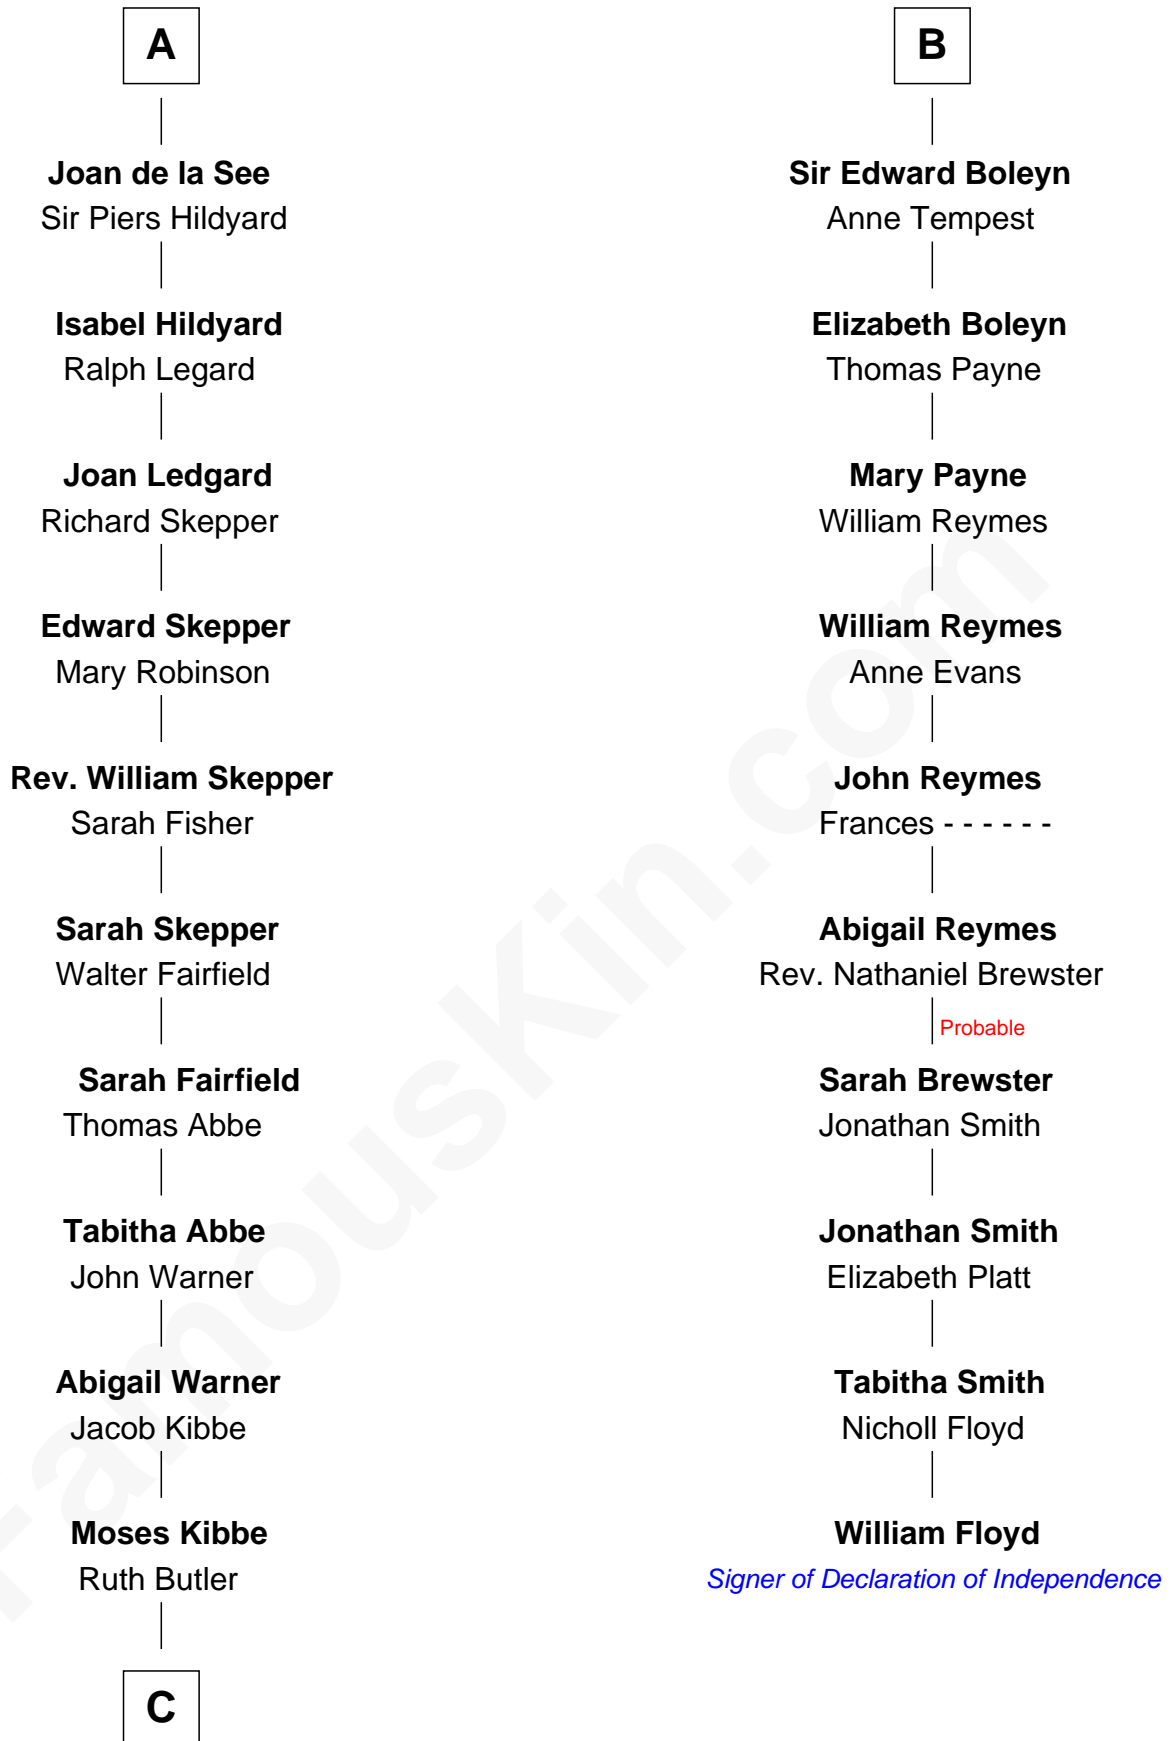 A
Joan de la See
Sir Piers Hildyard
Isabel Hildyard
Ralph Legard
Joan Ledgard
Richard Skepper
Edward Skepper
Mary Robinson
Rev. William Skepper
Sarah Fisher
Sarah Skepper
Walter Fairfield
Sarah Fairfield
Thomas Abbe
Tabitha Abbe
John Warner
Abigail Warner
Jacob Kibbe
Moses Kibbe
Ruth Butler
C
B
Sir Edward Boleyn
Anne Tempest
Elizabeth Boleyn
Thomas Payne
Mary Payne
William Reymes
William Reymes
Anne Evans
John Reymes
Frances - - - - - -
Abigail Reymes
Rev. Nathaniel Brewster
Probable
Sarah Brewster
Jonathan Smith
Jonathan Smith
Elizabeth Platt
Tabitha Smith
Nicholl Floyd
William Floyd
Signer of Declaration of Independence
FamousKin.com